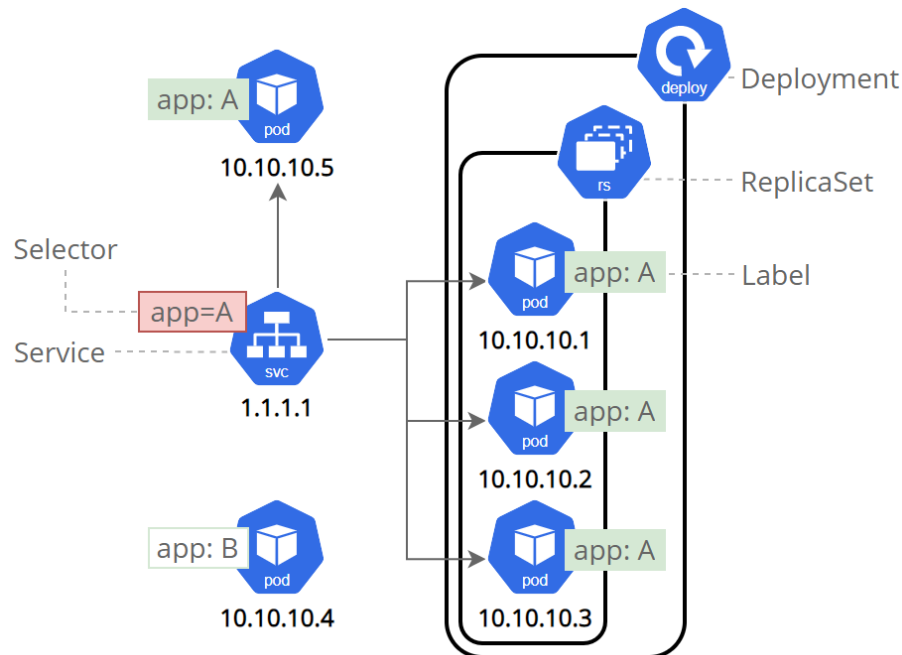 deploy
Deployment
app: A
pod
10.10.10.5
rs
ReplicaSet
Selector
app=A
Service
svc
1.1.1.1
pod
app: A
Label
10.10.10.1
app: A
pod
10.10.10.2
app: B
pod
10.10.10.4
app: A
pod
10.10.10.3